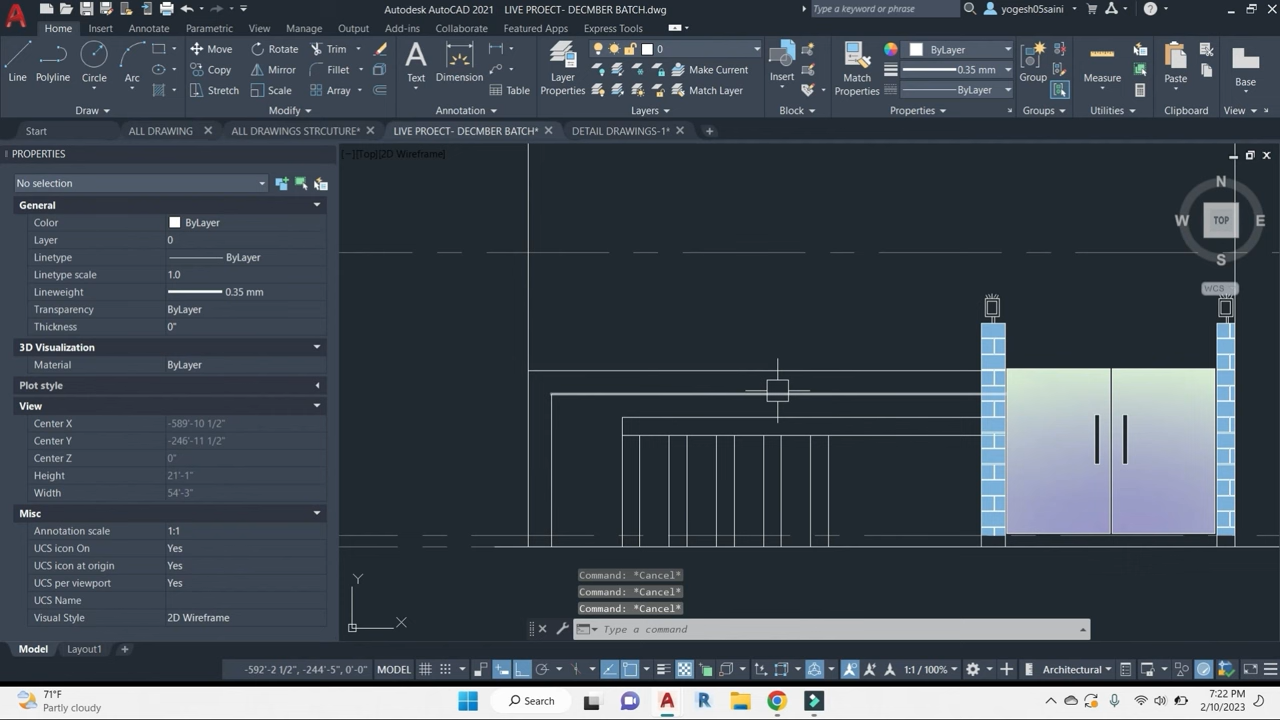 Autodesk AutoCAD 2021 LIVE PROECT- DECMBER BATCH.dwg
Type a keyword or phrase
yogesh05saini
Home Insert Annotate Parametric View Manage Output Add-ins Collaborate Featured Apps Express Tools
Line Polyline Circle Arc
Move Rotate Trim
Copy Mirror Fillet
Stretch Scale Array
Text Dimension Table
Layer Properties
0
Make Current
Match Layer
Insert
Match Properties
ByLayer
0.35 mm
ByLayer
Group
Measure
Paste
Base
Draw Modify Annotation Layers Block Properties Groups Utilities Clipboard View
Start ALL DRAWING ALL DRAWINGS STRCUTURE* LIVE PROECT- DECMBER BATCH* DETAIL DRAWINGS-1*
PROPERTIES
[−][Top][2D Wireframe]
No selection
General
Color ByLayer
Layer 0
Linetype ByLayer
Linetype scale 1.0
Lineweight 0.35 mm
Transparency ByLayer
Thickness 0"
3D Visualization
Material ByLayer
Plot style
View
Center X -589'-10 1/2"
Center Y -246'-11 1/2"
Center Z 0"
Height 21'-1"
Width 54'-3"
Misc
Annotation scale 1:1
UCS icon On Yes
UCS icon at origin Yes
UCS per viewport Yes
UCS Name
Visual Style 2D Wireframe
N
W TOP E
S
WCS
Y
X
Command: *Cancel*
Command: *Cancel*
Command: *Cancel*
Type a command
Model Layout1
-592'-2 1/2", -244'-5", 0'-0" MODEL 1:1 / 100% Architectural
71°F
Partly cloudy
Search
7:22 PM
2/10/2023